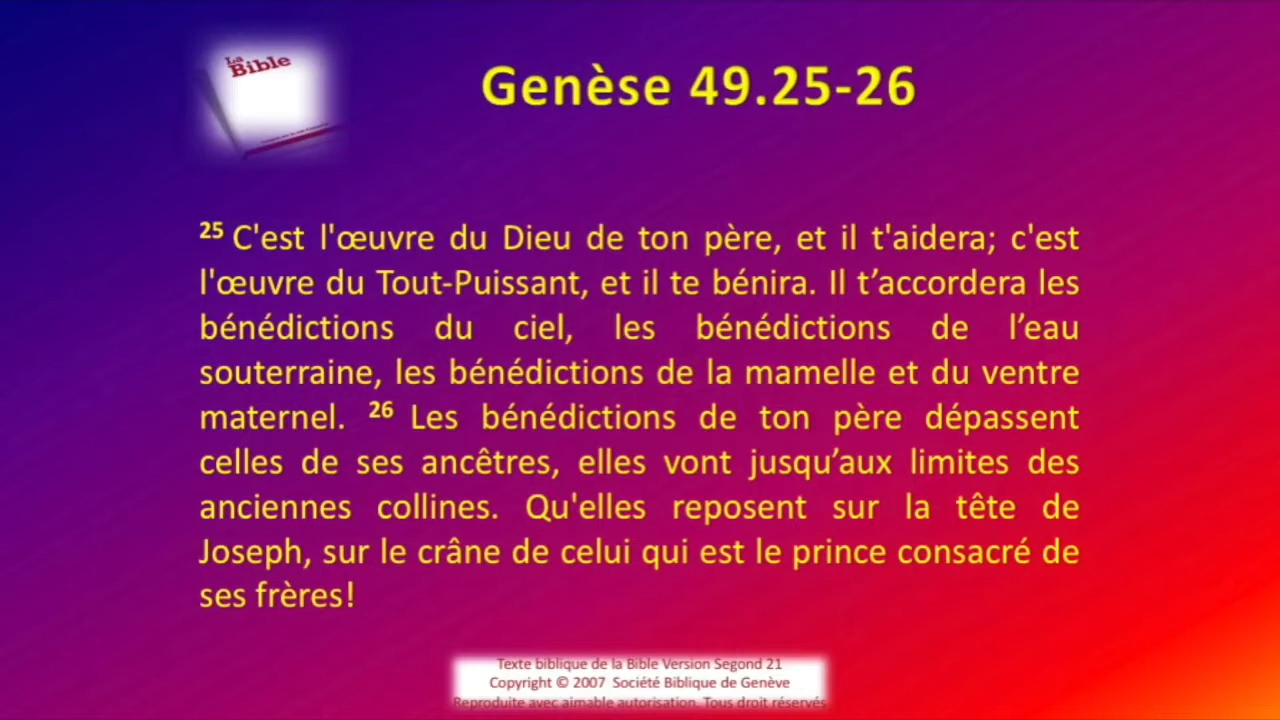 La
Bible
Genèse 49.25-26
25 C'est l'œuvre du Dieu de ton père, et il t'aidera; c'est
l'œuvre du Tout-Puissant, et il te bénira. Il t’accordera les
bénédictions du ciel, les bénédictions de l’eau
souterraine, les bénédictions de la mamelle et du ventre
maternel. 26 Les bénédictions de ton père dépassent
celles de ses ancêtres, elles vont jusqu’aux limites des
anciennes collines. Qu'elles reposent sur la tête de
Joseph, sur le crâne de celui qui est le prince consacré de
ses frères!
Texte biblique de la Bible Version Segond 21
Copyright © 2007 Société Biblique de Genève
Reproduite avec aimable autorisation. Tous droit réservés